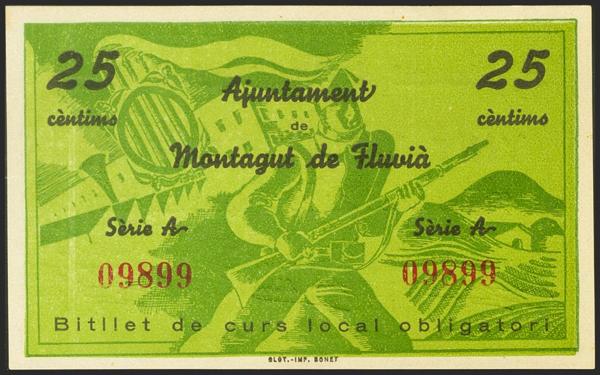 25 25
cèntims cèntims
Ajuntament
de
Montagut de Fluvià
Sèrie A Sèrie A
09899 09899
Bitllet de curs local obligatori
OLOT.-IMP. BONET